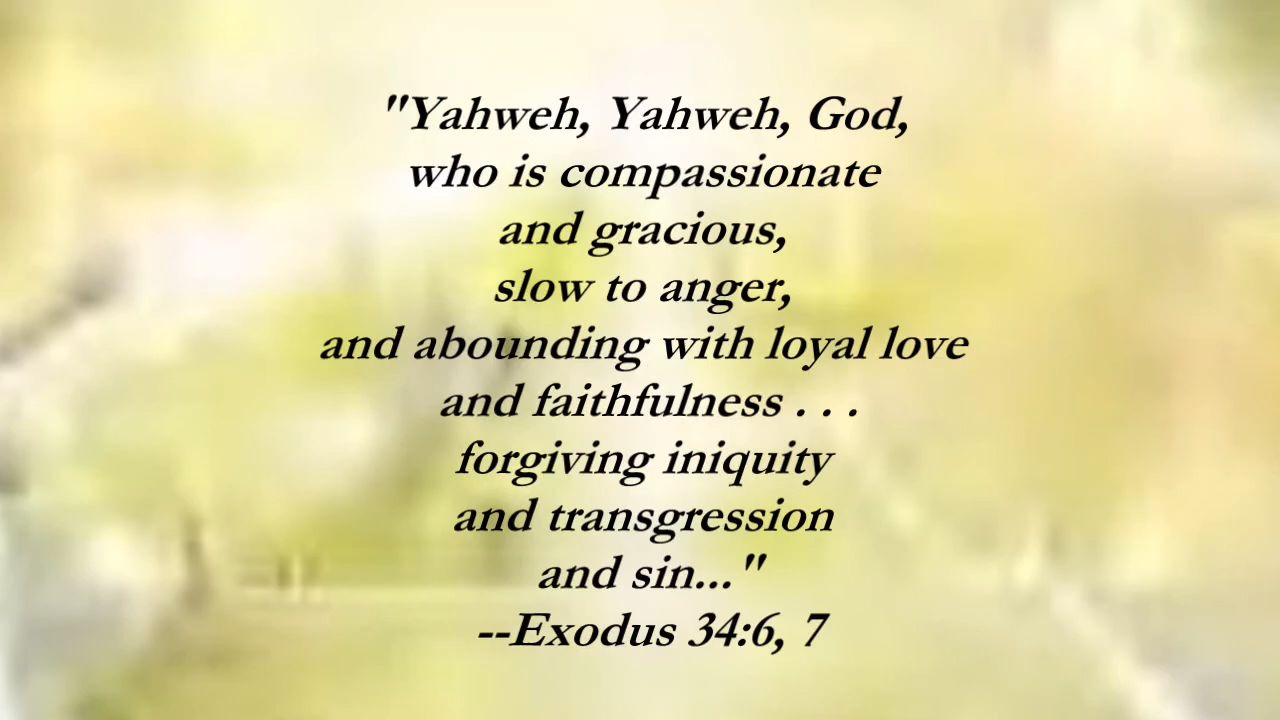 "Yahweh, Yahweh, God,
who is compassionate
and gracious,
slow to anger,
and abounding with loyal love
and faithfulness . . .
forgiving iniquity
and transgression
and sin..."
--Exodus 34:6, 7